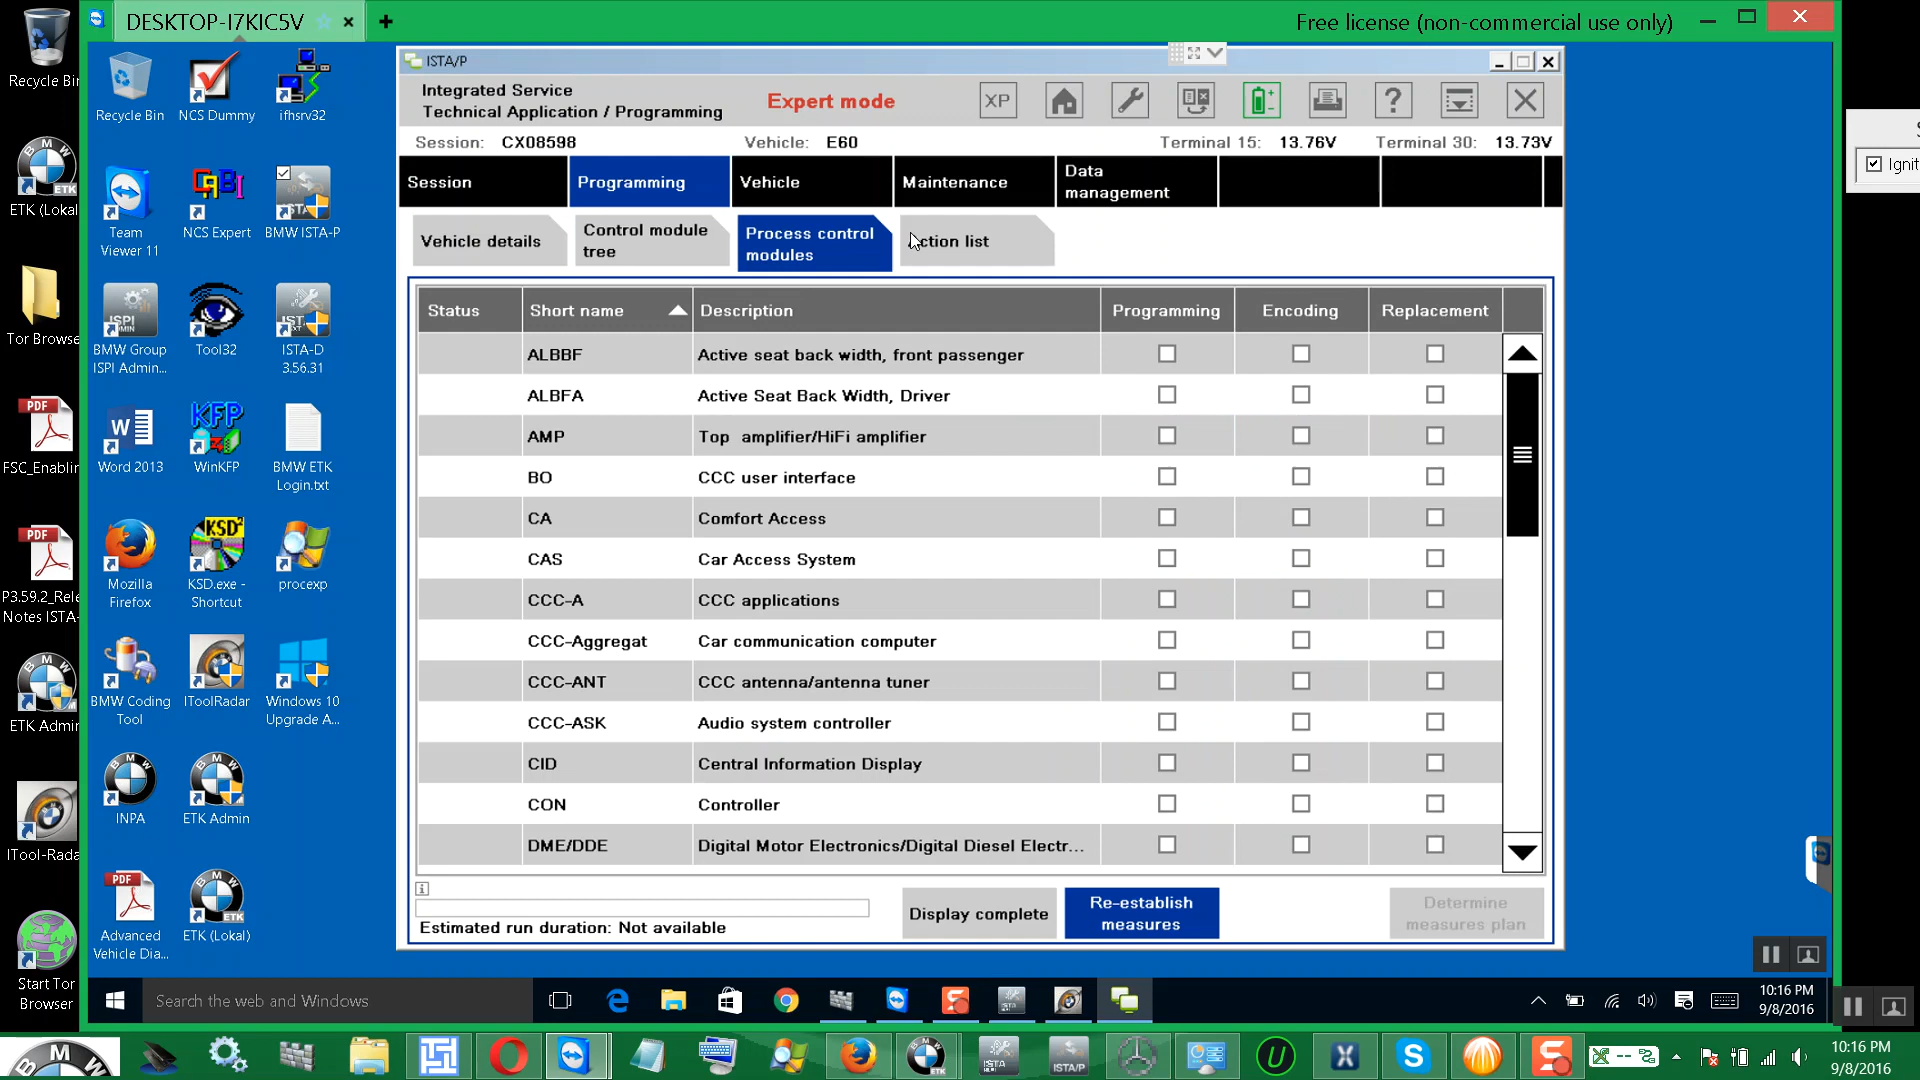 DESKTOP-I7KIC5V
Free license (non-commercial use only)
Recycle Bin
ETK (Lokal
Tor Browse
FSC_Enablin
P3.59.2_Rele
Notes ISTA-
ETK Admin
ITool-Rada
Start Tor
Browser
Recycle Bin
NCS Dummy
ifhsrv32
Team
Viewer 11
NCS Expert
BMW ISTA-P
BMW Group
ISPI Admin...
Tool32
ISTA-D
3.56.31
Word 2013
WinKFP
BMW ETK
Login.txt
Mozilla
Firefox
KSD.exe -
Shortcut
procexp
BMW Coding
Tool
IToolRadar
Windows 10
Upgrade A...
INPA
ETK Admin
Advanced
Vehicle Dia...
ETK (Lokal)
ISTA/P
Integrated Service
Technical Application / Programming
Expert mode
XP
Session: CX08598
Vehicle: E60
Terminal 15: 13.76V
Terminal 30: 13.73V
Session
Programming
Vehicle
Maintenance
Data
management
Vehicle details
Control module
tree
Process control
modules
ction list
Status Short name Description Programming Encoding Replacement
ALBBF Active seat back width, front passenger
ALBFA Active Seat Back Width, Driver
AMP Top amplifier/HiFi amplifier
BO CCC user interface
CA Comfort Access
CAS Car Access System
CCC-A CCC applications
CCC-Aggregat Car communication computer
CCC-ANT CCC antenna/antenna tuner
CCC-ASK Audio system controller
CID Central Information Display
CON Controller
DME/DDE Digital Motor Electronics/Digital Diesel Electr...
Estimated run duration: Not available
Display complete
Re-establish
measures
Determine
measures plan
Ignit
Search the web and Windows
10:16 PM
9/8/2016
10:16 PM
9/8/2016